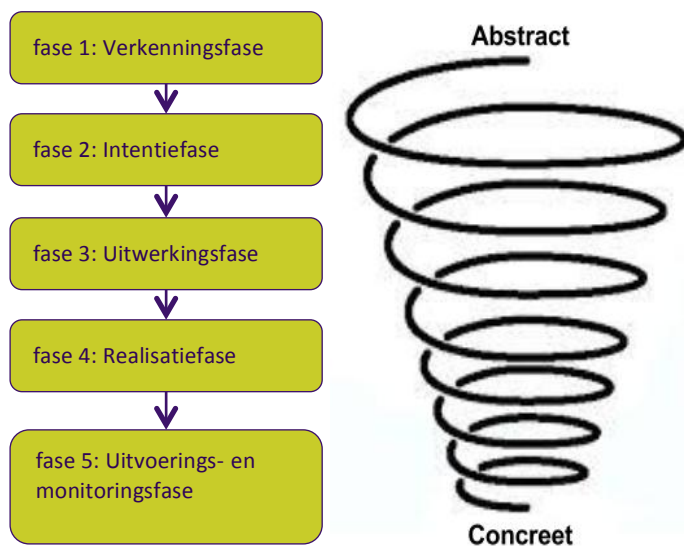 fase 1: Verkenningsfase
fase 2: Intentiefase
fase 3: Uitwerkingsfase
fase 4: Realisatiefase
fase 5: Uitvoerings- en
monitoringsfase
Abstract
Concreet